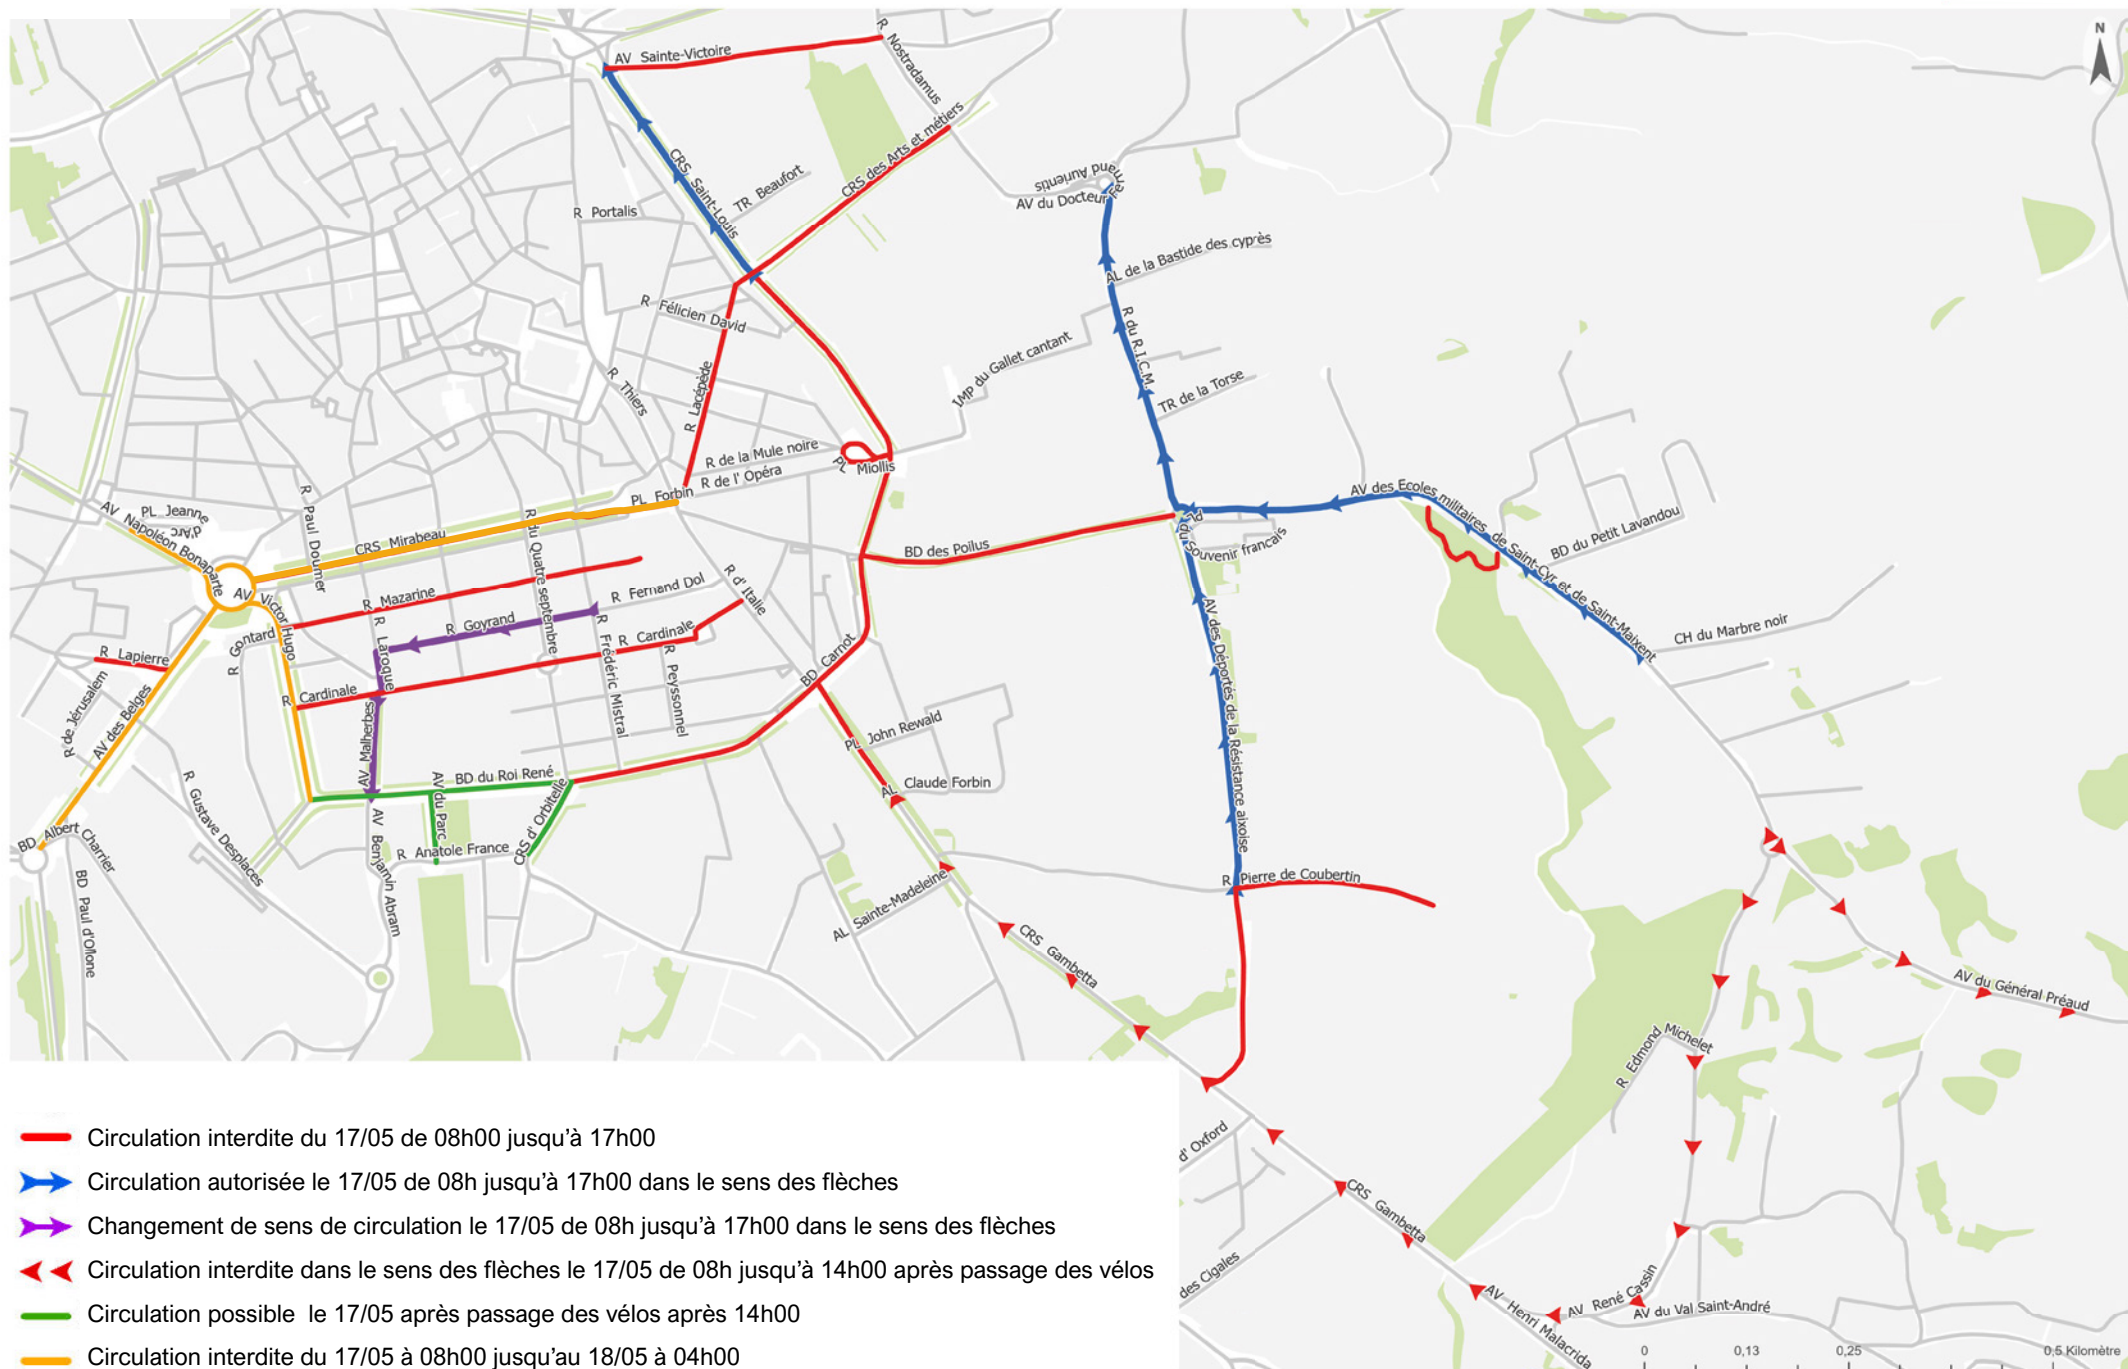 N
AV Sainte-Victoire
R Nostradamus
CRS des Arts et métiers
CRS Saint-Louis
TR Beaufort
R Portalis
AV du Docteur Fernand Aurientis
AL de la Bastide des cyprès
R Félicien David
R du R.I.C.M.
IMP du Gallet cantant
TR de la Torse
R Thiers
R Lacépède
R de la Mule noire
R de l' Opéra
PL Miollis
PL Forbin
AV des Ecoles militaires de Saint-Cyr et de Saint-Maixent
BD du Petit Lavandou
PL du Souvenir français
BD des Poilus
AV Napoléon Bonaparte
PL Jeanne
R Paul Doumer
CRS Mirabeau
R du Quatre septembre
R d' Italie
AV Victor Hugo
R Mazarine
R Fernand Dol
R Goyrand
R Gontard
R Laroque
R Cardinale
R Frédéric Mistral
R Peyssonnel
CH du Marbre noir
R Lapierre
R de Jérusalem
AV des Belges
R Cardinale
AV Malherbes
BD Carnot
AV des Déportés de la Résistance aixoise
PL John Rewald
AL Claude Forbin
BD du Roi René
AV du Parc
CRS d' Orbitelle
R Anatole France
R Gustave Desplaces
AV Benjamin Abram
BD Albert Charrier
BD Paul d'Ollone
R Pierre de Coubertin
AL Sainte-Madeleine
CRS Gambetta
AV du Général Préaud
R Edmond Michelet
d' Oxford
CRS Gambetta
des Cigales
AV René Cassin
AV du Val Saint-André
AV Henri Malacrida
0 0,13 0,25 0,5 Kilomètre
Circulation interdite du 17/05 de 08h00 jusqu'à 17h00
Circulation autorisée le 17/05 de 08h jusqu'à 17h00 dans le sens des flèches
Changement de sens de circulation le 17/05 de 08h jusqu'à 17h00 dans le sens des flèches
Circulation interdite dans le sens des flèches le 17/05 de 08h jusqu'à 14h00 après passage des vélos
Circulation possible le 17/05 après passage des vélos après 14h00
Circulation interdite du 17/05 à 08h00 jusqu'au 18/05 à 04h00